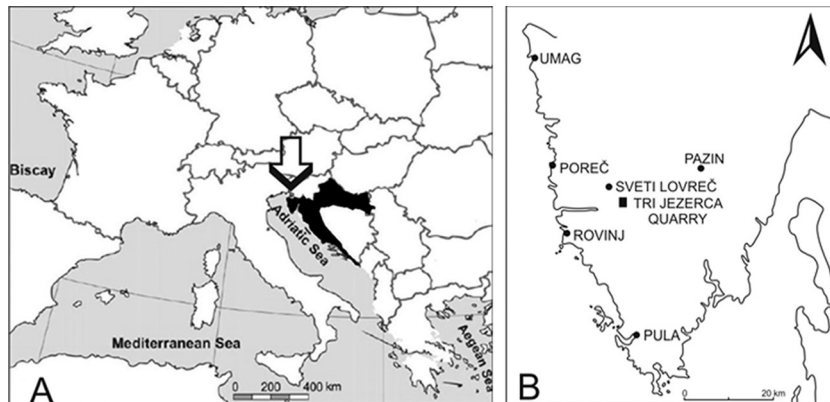 Biscay
Adriatic Sea
Mediterranean Sea
Aegean Sea
A
0 200 400 km
B
UMAG
POREČ
PAZIN
SVETI LOVREČ
TRI JEZERCA
QUARRY
ROVINJ
PULA
0 20 km